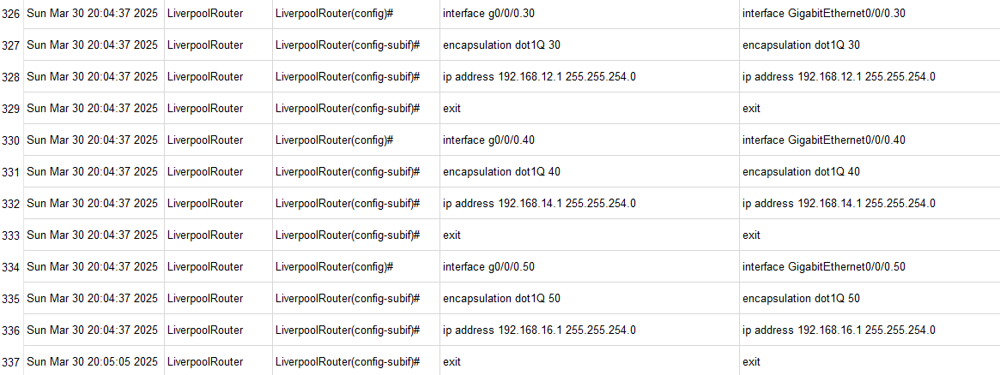 326 Sun Mar 30 20:04:37 2025 LiverpoolRouter LiverpoolRouter(config)# interface g0/0/0.30 interface GigabitEthernet0/0/0.30
327 Sun Mar 30 20:04:37 2025 LiverpoolRouter LiverpoolRouter(config-subif)# encapsulation dot1Q 30 encapsulation dot1Q 30
328 Sun Mar 30 20:04:37 2025 LiverpoolRouter LiverpoolRouter(config-subif)# ip address 192.168.12.1 255.255.254.0 ip address 192.168.12.1 255.255.254.0
329 Sun Mar 30 20:04:37 2025 LiverpoolRouter LiverpoolRouter(config-subif)# exit exit
330 Sun Mar 30 20:04:37 2025 LiverpoolRouter LiverpoolRouter(config)# interface g0/0/0.40 interface GigabitEthernet0/0/0.40
331 Sun Mar 30 20:04:37 2025 LiverpoolRouter LiverpoolRouter(config-subif)# encapsulation dot1Q 40 encapsulation dot1Q 40
332 Sun Mar 30 20:04:37 2025 LiverpoolRouter LiverpoolRouter(config-subif)# ip address 192.168.14.1 255.255.254.0 ip address 192.168.14.1 255.255.254.0
333 Sun Mar 30 20:04:37 2025 LiverpoolRouter LiverpoolRouter(config-subif)# exit exit
334 Sun Mar 30 20:04:37 2025 LiverpoolRouter LiverpoolRouter(config)# interface g0/0/0.50 interface GigabitEthernet0/0/0.50
335 Sun Mar 30 20:04:37 2025 LiverpoolRouter LiverpoolRouter(config-subif)# encapsulation dot1Q 50 encapsulation dot1Q 50
336 Sun Mar 30 20:04:37 2025 LiverpoolRouter LiverpoolRouter(config-subif)# ip address 192.168.16.1 255.255.254.0 ip address 192.168.16.1 255.255.254.0
337 Sun Mar 30 20:05:05 2025 LiverpoolRouter LiverpoolRouter(config-subif)# exit exit